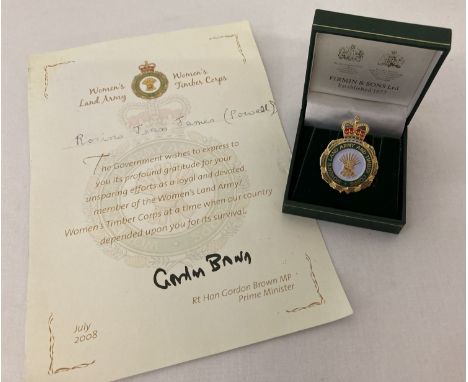 Women's Land Army
Women's Timber Corps
James (Powell)
The Government wishes to express to
you its profound gratitude for your
unsparing efforts as a loyal and devoted
member of the Women's Land Army/
Women's Timber Corps at a time when our country
depended upon you for its survival.
Gordon Brown
Rt Hon Gordon Brown MP
Prime Minister
July
2008
FIRMIN & SONS Ltd
Established 1677
LAND ARMY AND